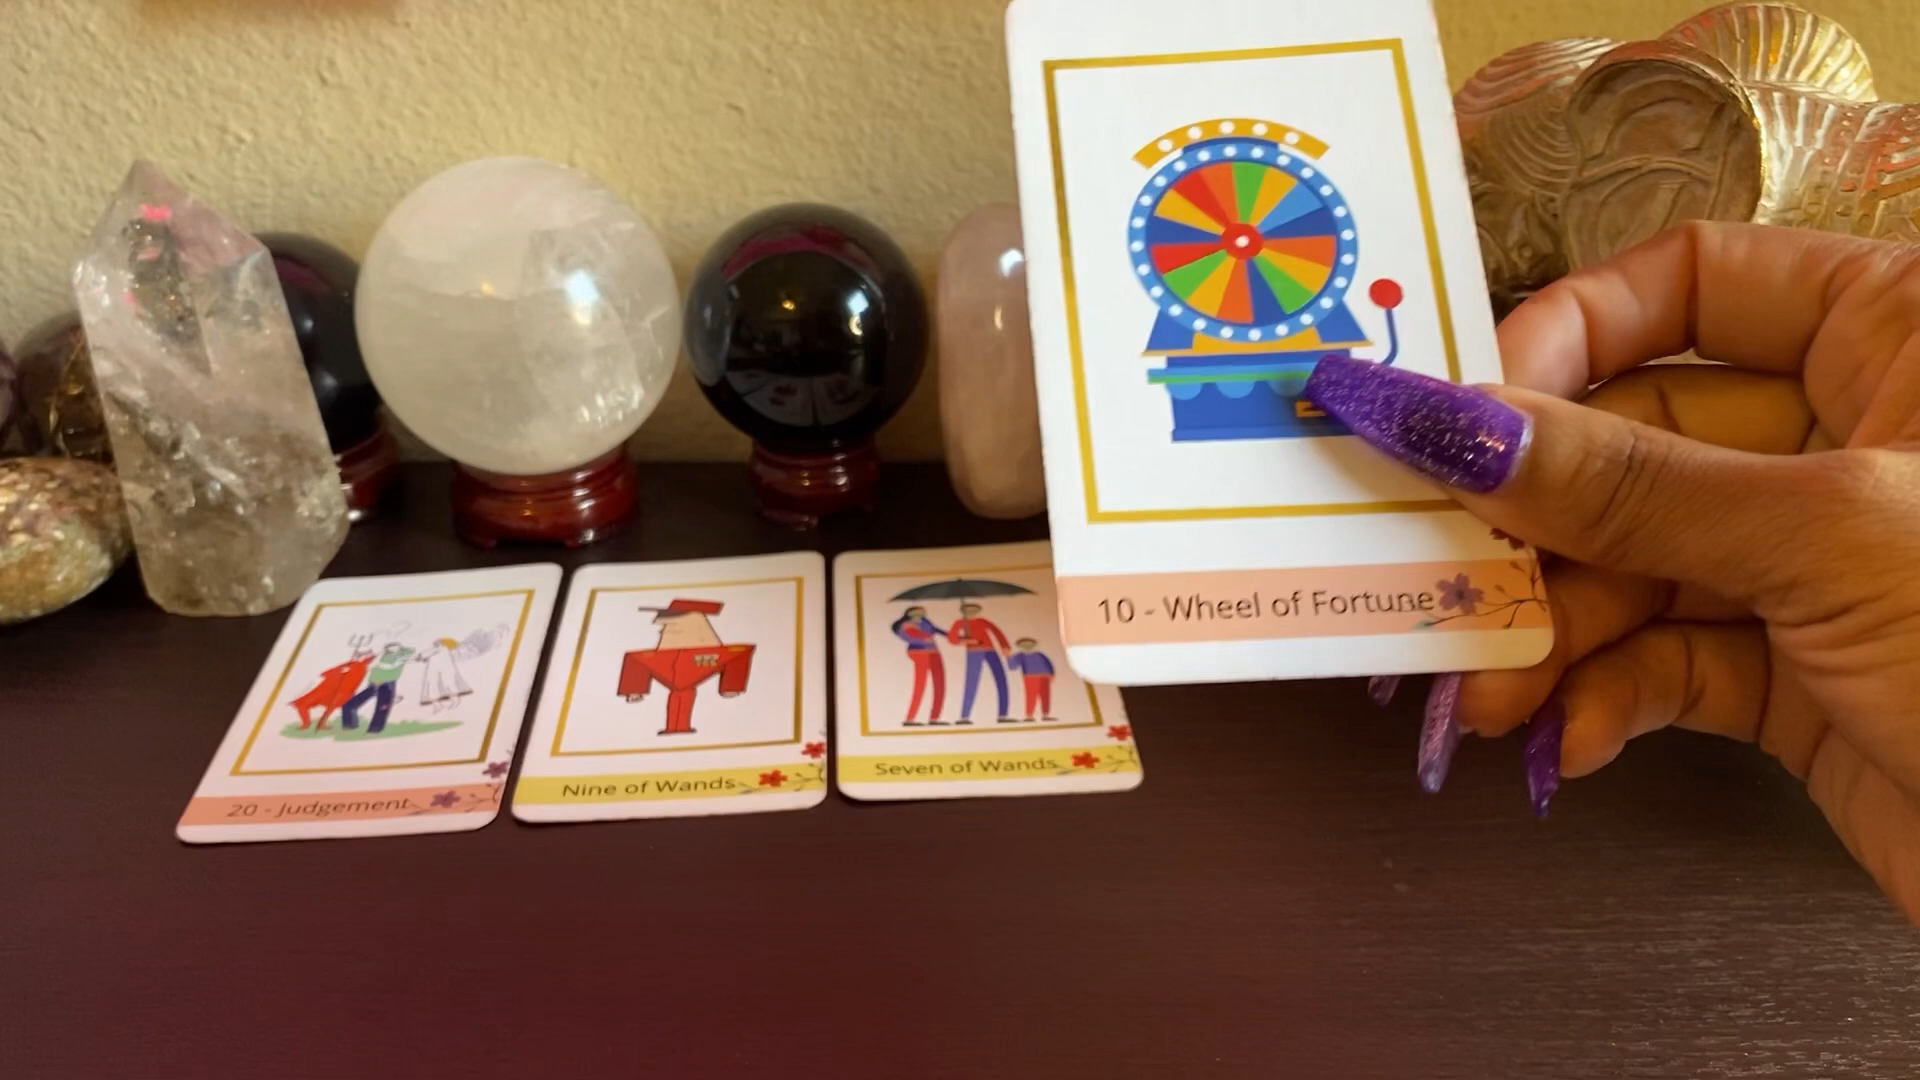 10 - Wheel of Fortune
20 - Judgement
Nine of Wands
Seven of Wands